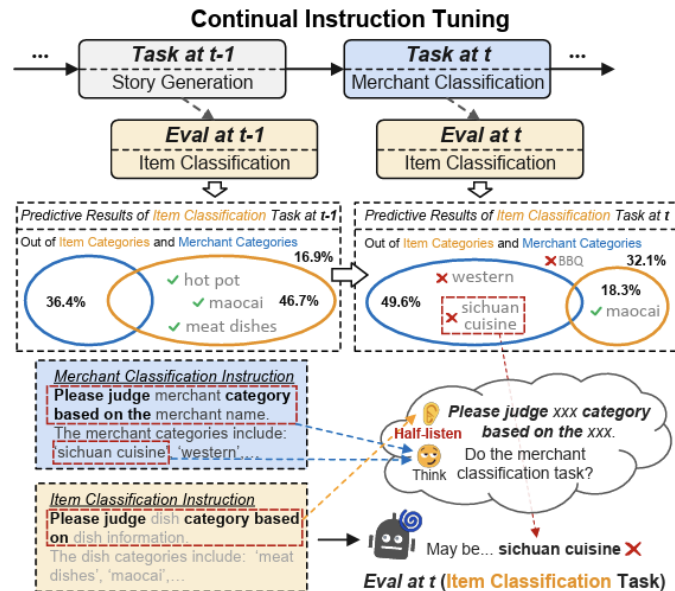 Continual Instruction Tuning
...
Task at t-1
Story Generation
Task at t
Merchant Classification
...
Eval at t-1
Item Classification
Eval at t
Item Classification
Predictive Results of Item Classification Task at t-1
Out of Item Categories and Merchant Categories
16.9%
36.4%
hot pot
maocai
meat dishes
46.7%
Predictive Results of Item Classification Task at t
Out of Item Categories and Merchant Categories
BBQ
32.1%
western
49.6%
sichuan
cuisine
18.3%
maocai
Merchant Classification Instruction
Please judge merchant category
based on the merchant name.
The merchant categories include:
'sichuan cuisine', 'western'....
Item Classification Instruction
Please judge dish category based
on dish information.
The dish categories include: 'meat
dishes', 'maocai',...
Half-listen
Please judge xxx category
based on the xxx.
Think
Do the merchant
classification task?
May be... sichuan cuisine
Eval at t (Item Classification Task)